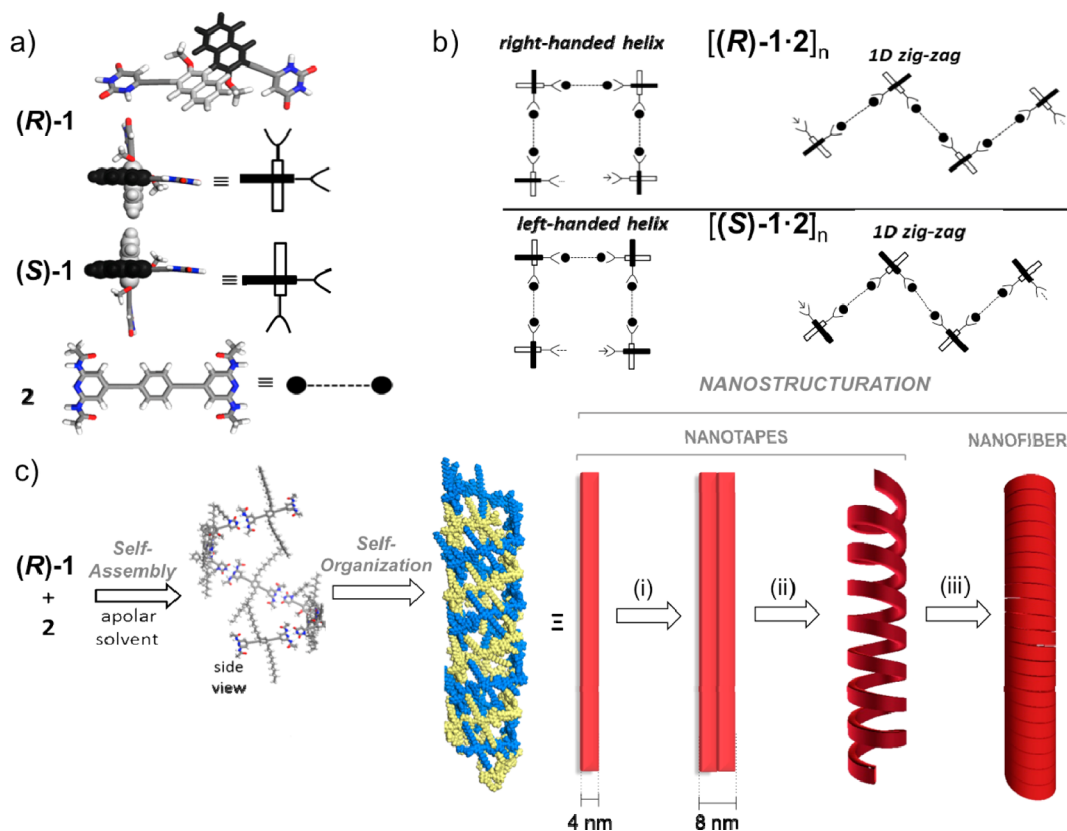 a)
(R)-1
≡
(S)-1
≡
2
≡
b)
right-handed helix
[(R)-1·2]n
1D zig-zag
left-handed helix
[(S)-1·2]n
1D zig-zag
c)
(R)-1
+
2
Self-
Assembly
apolar
solvent
side
view
Self-
Organization
NANOSTRUCTURATION
NANOTAPES
NANOFIBER
Ξ
(i)
(ii)
(iii)
4 nm
8 nm